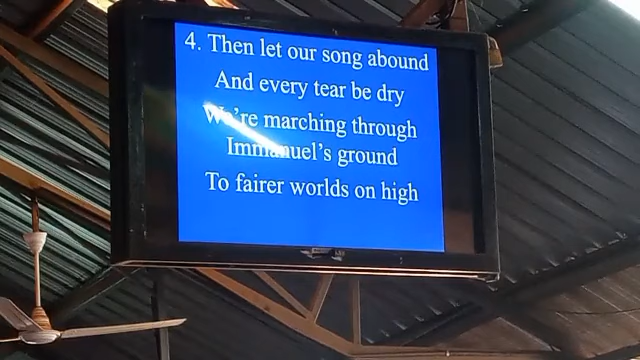 4. Then let our song abound
And every tear be dry
We're marching through
Immanuel's ground
To fairer worlds on high